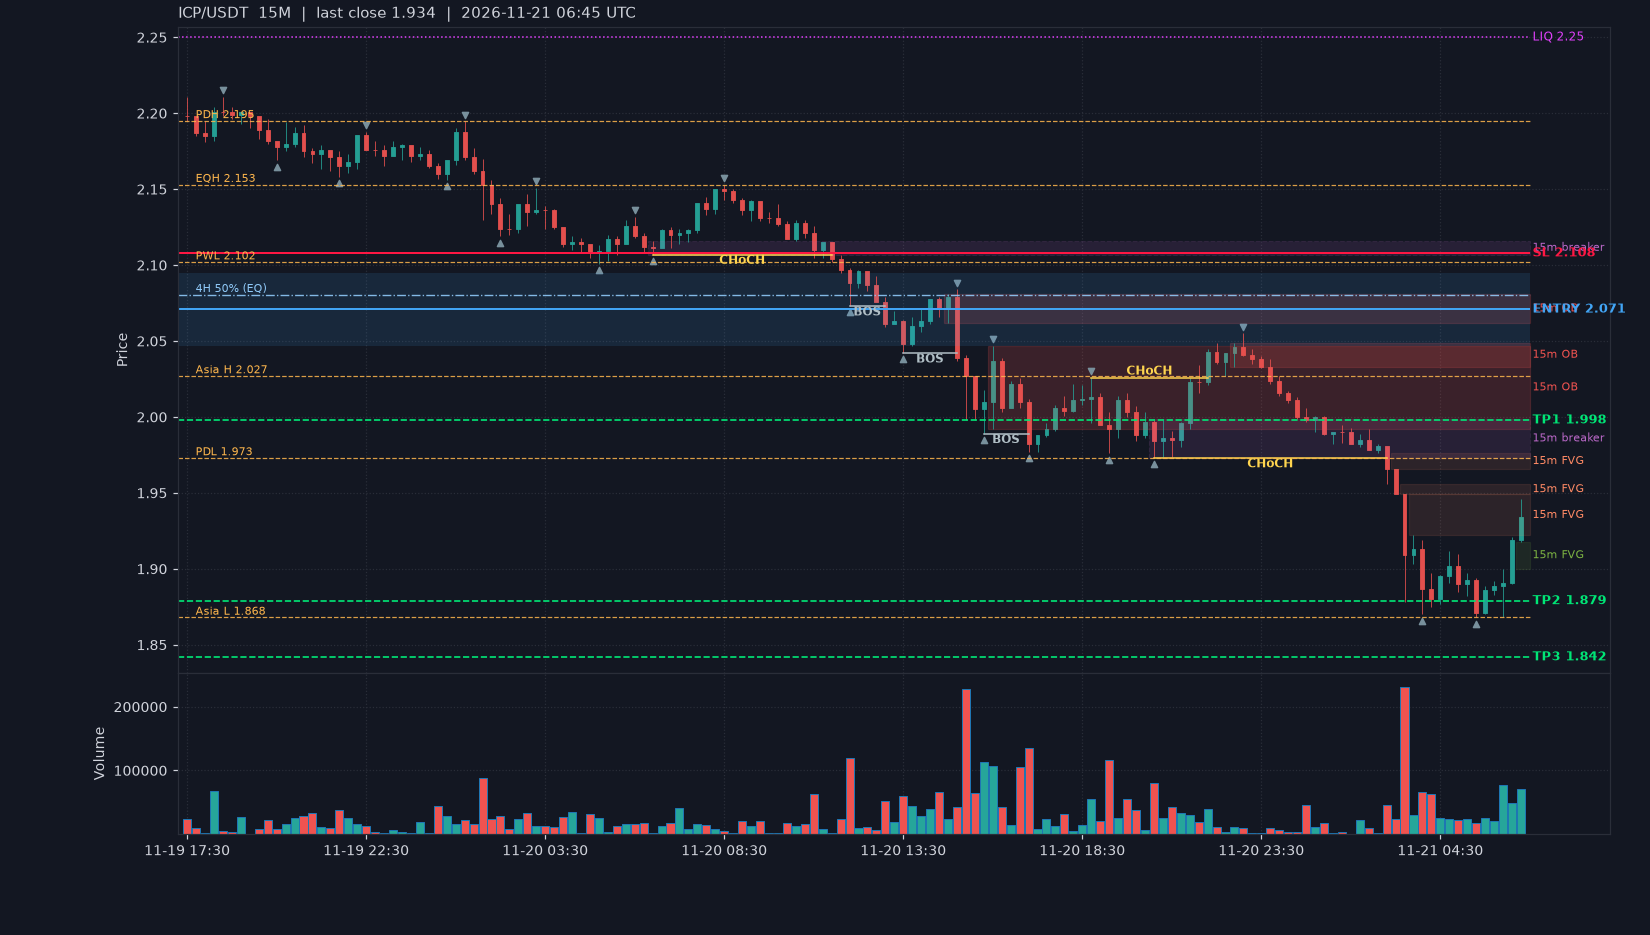 ICP/USDT 15M | last close 1.934 | 2026-11-21 06:45 UTC
2.25
LIQ 2.25
2.20
PDH 2.195
2.15
EQH 2.153
15m breaker
SL 2.108
PWL 2.102
CHoCH
2.10
4H 50% (EQ)
BOS
ENTRY 2.071
Price
2.05
BOS
15m OB
Asia H 2.027
CHoCH
15m OB
2.00
TP1 1.998
BOS
15m breaker
PDL 1.973
CHoCH
15m FVG
1.95
15m FVG
15m FVG
15m FVG
1.90
TP2 1.879
Asia L 1.868
1.85
TP3 1.842
Volume
200000
100000
11-19 17:30
11-19 22:30
11-20 03:30
11-20 08:30
11-20 13:30
11-20 18:30
11-20 23:30
11-21 04:30